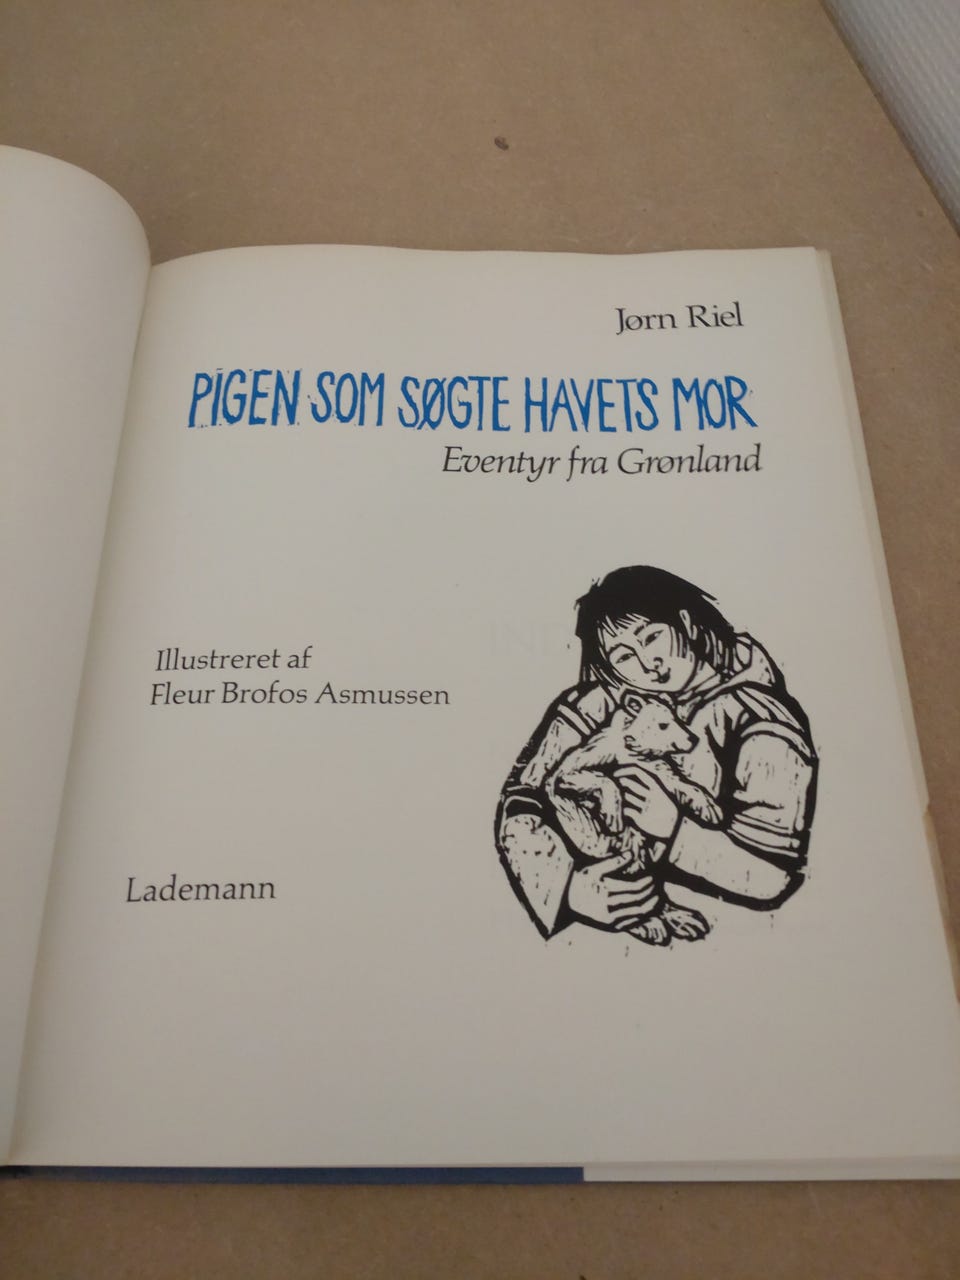 Jørn Riel
PIGEN SOM SØGTE HAVETS MOR
Eventyr fra Grønland
Illustreret af
Fleur Brofos Asmussen
Lademann